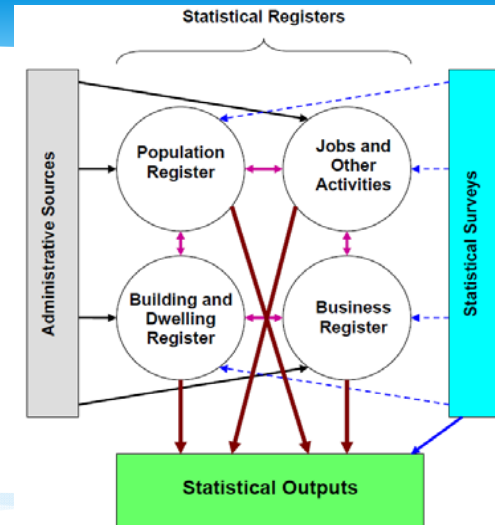 Statistical Registers
Administrative Sources
Population
Register
Jobs and
Other
Activities
Building and
Dwelling
Register
Business
Register
Statistical Surveys
Statistical Outputs